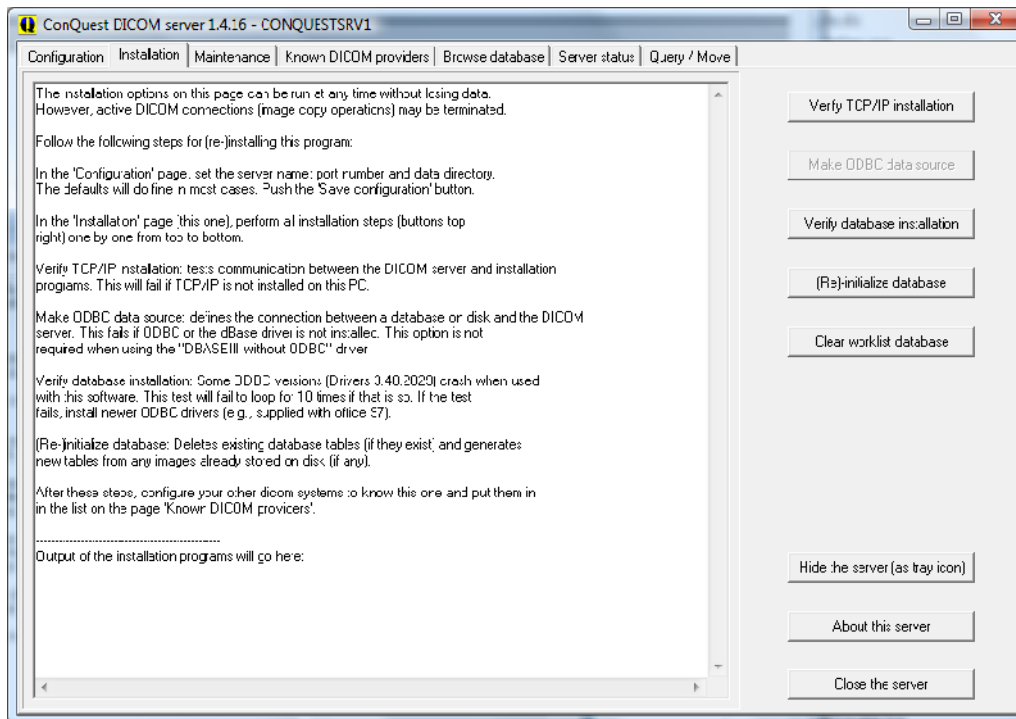 ConQuest DICOM server 1.4.16 - CONQUESTSRV1
Configuration Installation Maintenance Known DICOM providers Browse database Server status Query / Move
The installation options on this page can be run at any time without losing data.
However, active DICOM connections (image copy operations) may be terminated.
Follow the following steps for (re-)installing this program:
In the 'Configuration' page, set the server name; port number and data directory.
The defaults will do fine in most cases. Push the 'Save configuration' button.
In the 'Installation' page (this one), perform all installation steps (buttons top
right) one by one from top to bottom.
Verify TCP/IP installation: tests communication between the DICOM server and installation
programs. This will fail if TCP/IP is not installed on this PC.
Make ODBC data source: defines the connection between a database on disk and the DICOM
server. This fails if ODBC or the dBase driver is not installed. This option is not
required when using the "DBASEIII without ODBC" driver
Verify database installation: Some ODBC versions (Drivers 3.40.2029) crash when used
with this software. This test will fail to loop for 10 times if that is so. If the test
fails, install newer ODBC drivers (e.g., supplied with office 97).
(Re-)initialize database: Deletes existing database tables (if they exist) and generates
new tables from any images already stored on disk (if any).
After these steps, configure your other dicom systems to know this one and put them in
in the list on the page 'Known DICOM providers'.
------------------------------------------------
Output of the installation programs will go here:
Verify TCP/IP installation
Make ODBC data source
Verify database installation
(Re)-initialize database
Clear worklist database
Hide the server (as tray icon)
About this server
Close the server